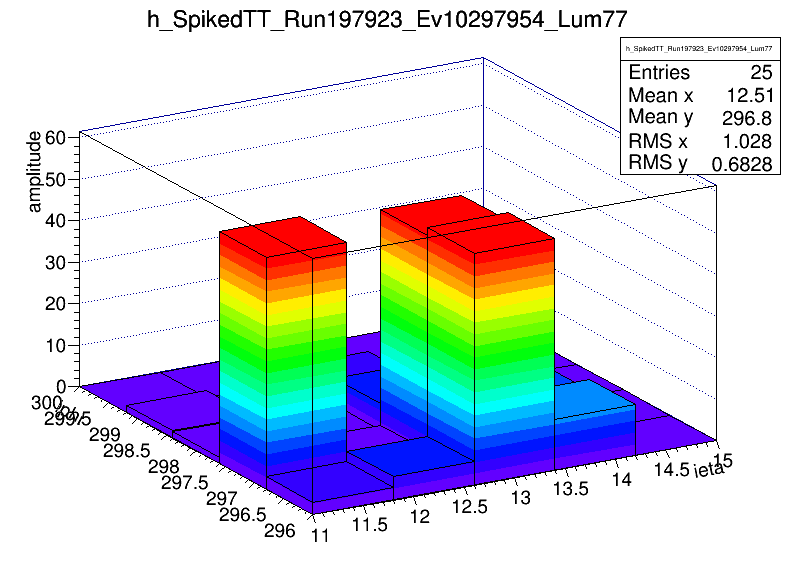 h_SpikedTT_Run197923_Ev10297954_Lum77
h_SpikedTT_Run197923_Ev10297954_Lum77
Entries 25
Mean x 12.51
Mean y 296.8
RMS x 1.028
RMS y 0.6828
amplitude
60
50
40
30
20
10
0
300
299.5
299
298.5
298
297.5
297
296.5
296
11
11.5
12
12.5
13
13.5
14
14.5
15
ieta